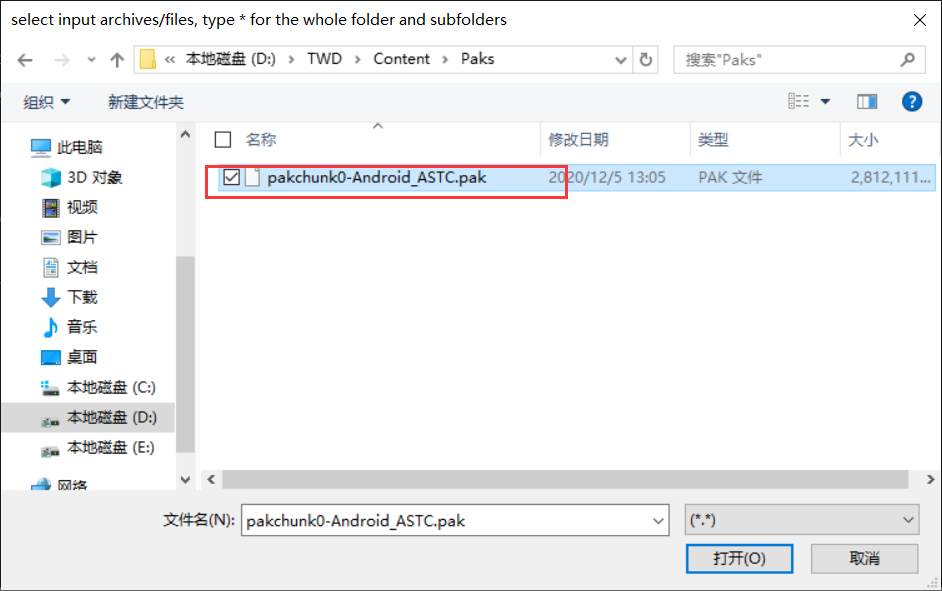 select input archives/files, type * for the whole folder and subfolders
« 本地磁盘 (D:) › TWD › Content › Paks
搜索"Paks"
组织
新建文件夹
此电脑
3D 对象
视频
图片
文档
下载
音乐
桌面
本地磁盘 (C:)
本地磁盘 (D:)
本地磁盘 (E:)
网络
名称 修改日期 类型 大小
pakchunk0-Android_ASTC.pak 2020/12/5 13:05 PAK 文件 2,812,111...
文件名(N): pakchunk0-Android_ASTC.pak (*.*)
打开(O) 取消